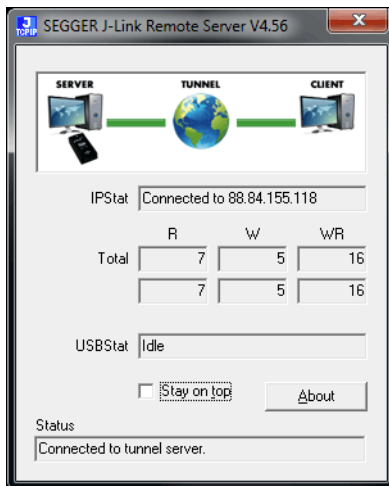 J
TCPIP
SEGGER J-Link Remote Server V4.56
SERVER TUNNEL CLIENT
IPStat Connected to 88.84.155.118
R W WR
Total 7 5 16
7 5 16
USBStat Idle
Stay on top About
Status
Connected to tunnel server.